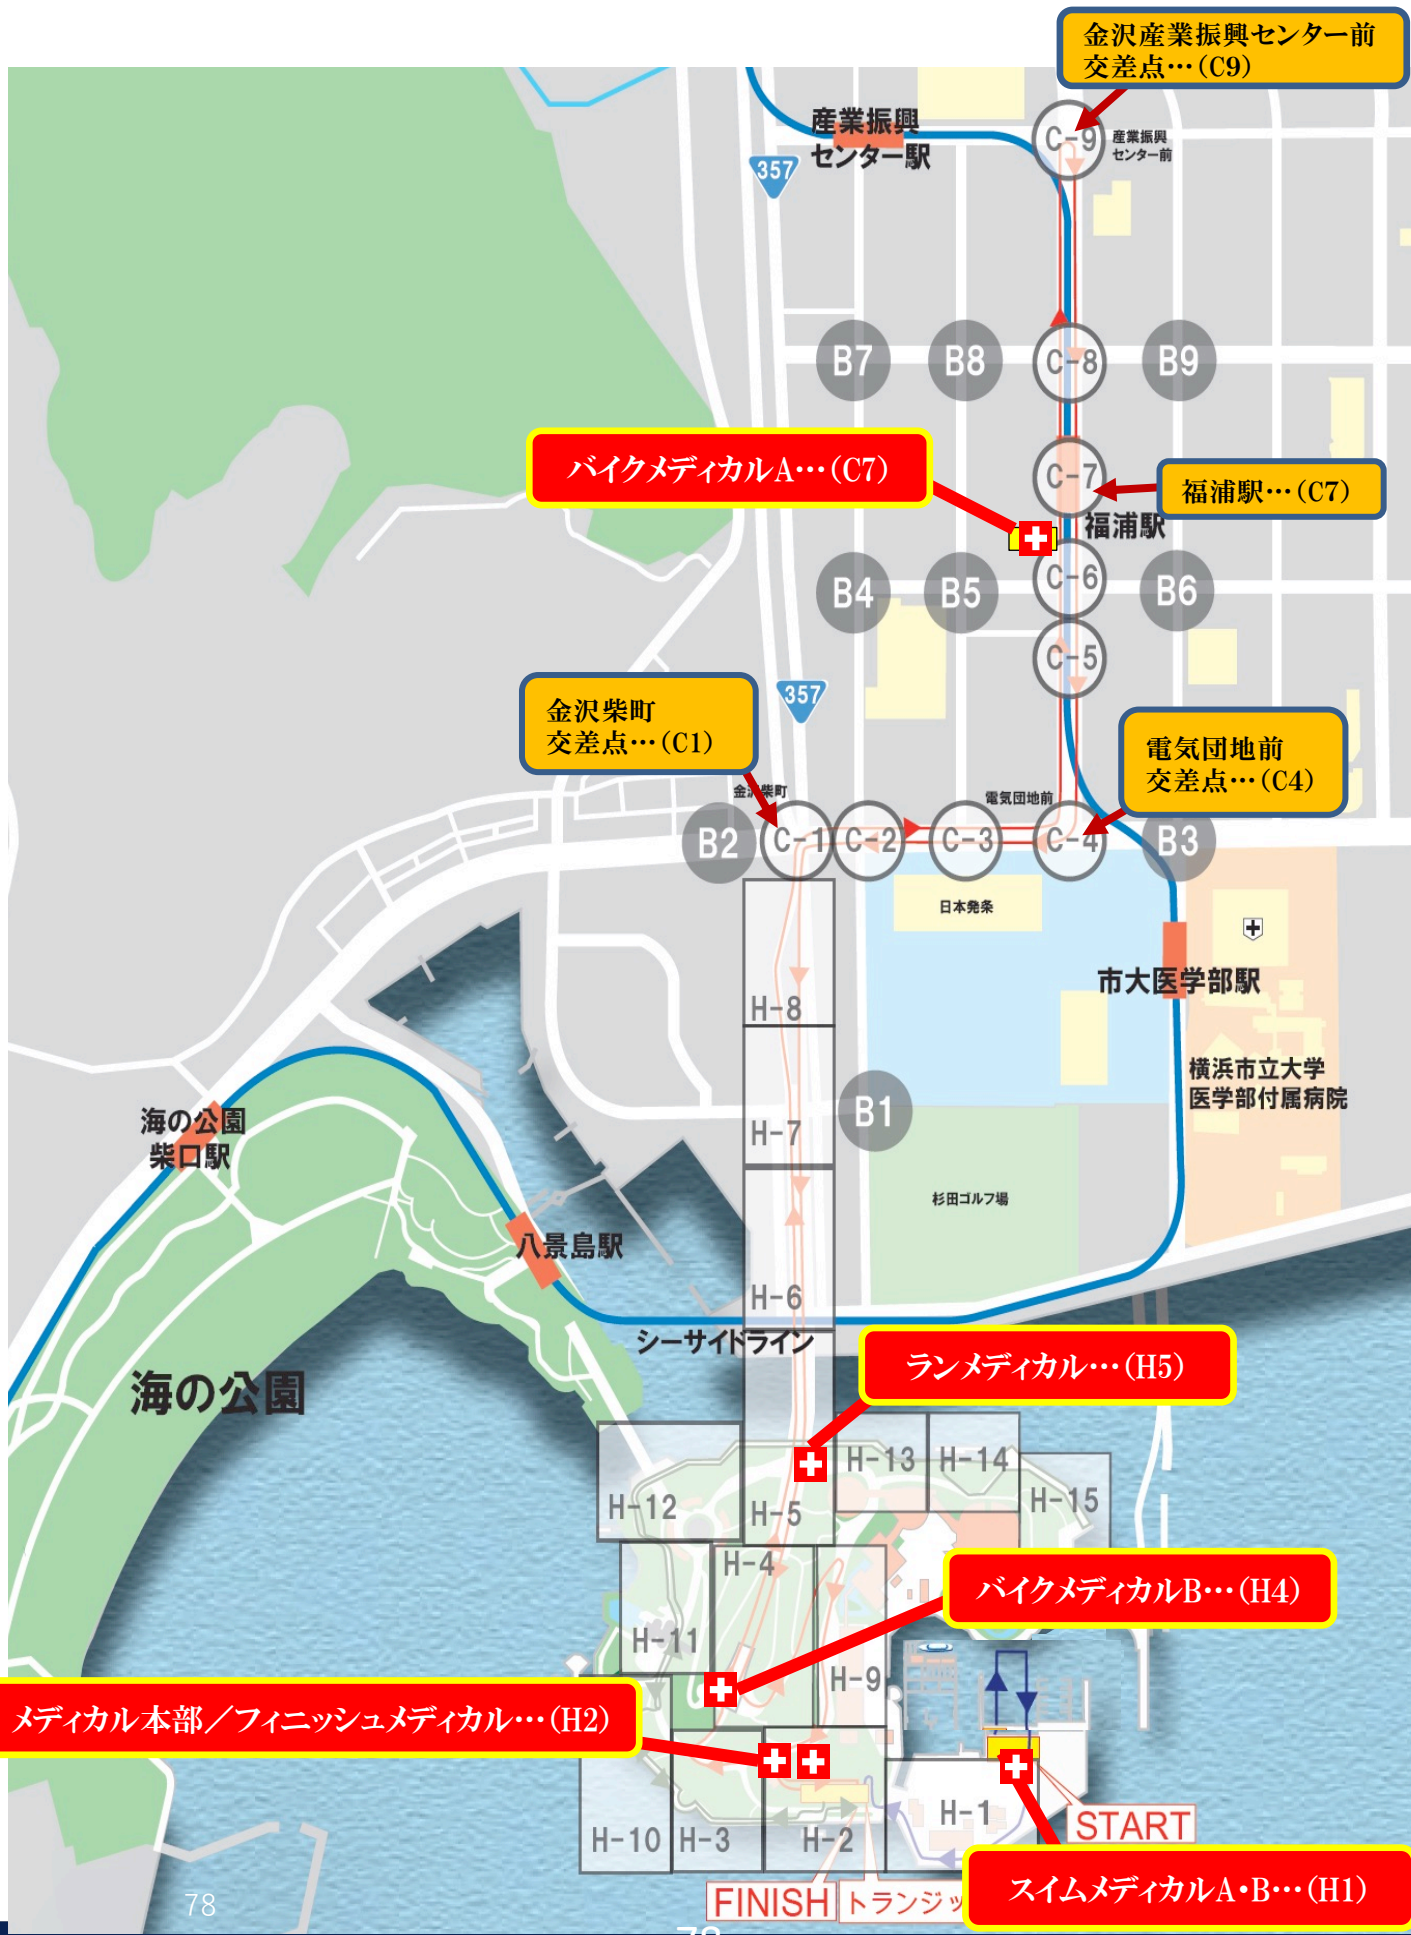 金沢産業振興センター前
交差点…(C9)
産業振興
センター駅
C-9
産業振興
センター前
357
B7
B8
C-8
B9
バイクメディカルA…(C7)
C-7
福浦駅…(C7)
福浦駅
B4
B5
C-6
B6
C-5
金沢柴町
交差点…(C1)
357
電気団地前
交差点…(C4)
金沢柴町
電気団地前
B2
C-1
C-2
C-3
C-4
B3
日本発条
市大医学部駅
H-8
横浜市立大学
医学部付属病院
海の公園
柴口駅
H-7
B1
杉田ゴルフ場
八景島駅
H-6
シーサイドライン
ランメディカル…(H5)
海の公園
H-13
H-14
H-12
H-5
H-15
H-4
バイクメディカルB…(H4)
H-11
H-9
メディカル本部/フィニッシュメディカル…(H2)
H-10
H-3
H-2
H-1
START
スイムメディカルA・B…(H1)
FINISH
トランジッ
78